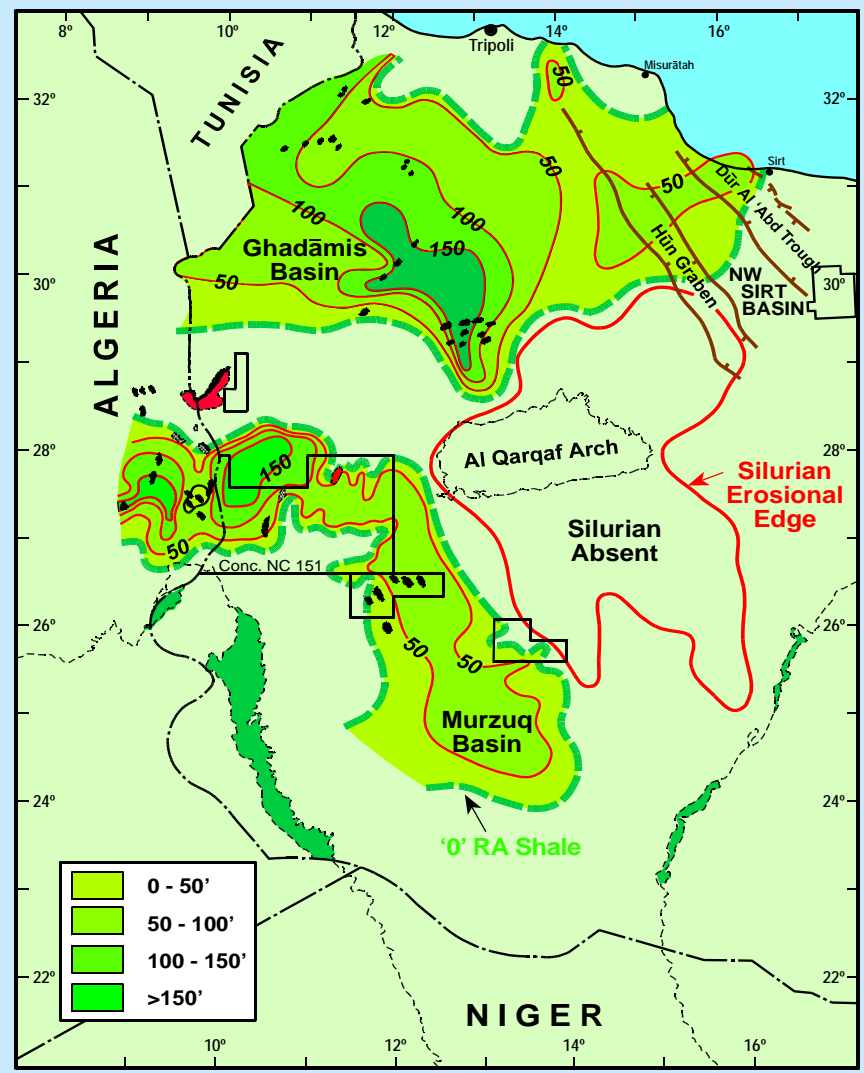 8º 10º 12º 14º 16º
Tripoli
Misurātah
TUNISIA
50
32º 32º
Sirt
50
50
Dūr Al 'Abd Trough
100
100
150
Ghadāmis
Basin
Hūn Graben
NW
SIRT
BASIN
ALGERIA
50
30º 30º
28º 28º
Al Qarqaf Arch
150
Silurian
Erosional
Edge
Silurian
Absent
50
Conc. NC 151
26º 26º
50
50
Murzuq
Basin
24º 24º
'0' RA Shale
0 - 50'
50 - 100'
100 - 150'
>150'
22º 22º
NIGER
10º 12º 14º 16º